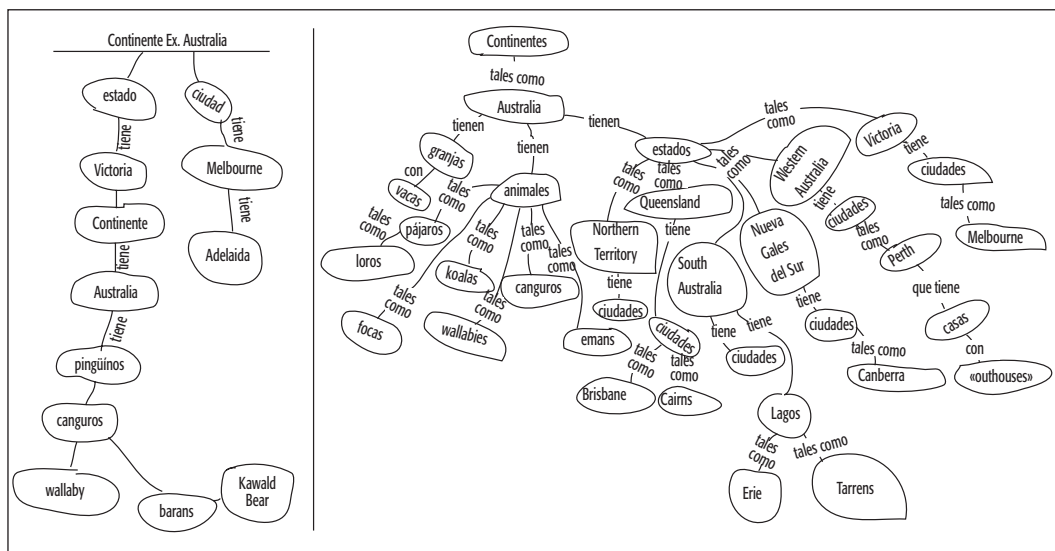 Continente Ex. Australia
estado
ciudad
tiene
tiene
Victoria
Melbourne
tiene
tiene
Continente
Adelaida
tiene
Australia
tiene
pingüínos
canguros
wallaby
barans
Kawald
Bear
Continentes
tales como
Australia
tienen
tienen
tienen
granjas
con
vacas
tales
como
pájaros
tales
como
loros
animales
tales
como
focas
tales
como
koalas
tales
como
wallabies
tales
como
canguros
tales
como
emans
estados
tales
como
Northern
Territory
tiene
ciudades
tales
como
Queensland
tiene
ciudades
tales
como
Brisbane
tales
como
Cairns
tales
como
South
Australia
tiene
ciudades
tiene
Lagos
tales
como
Erie
tales como
Tarrens
Nueva
Gales
del Sur
tiene
ciudades
tales como
Canberra
Western
Australia
tiene
ciudades
tales
como
Perth
que tiene
casas
con
«outhouses»
tales
como
Victoria
tiene
ciudades
tales como
Melbourne